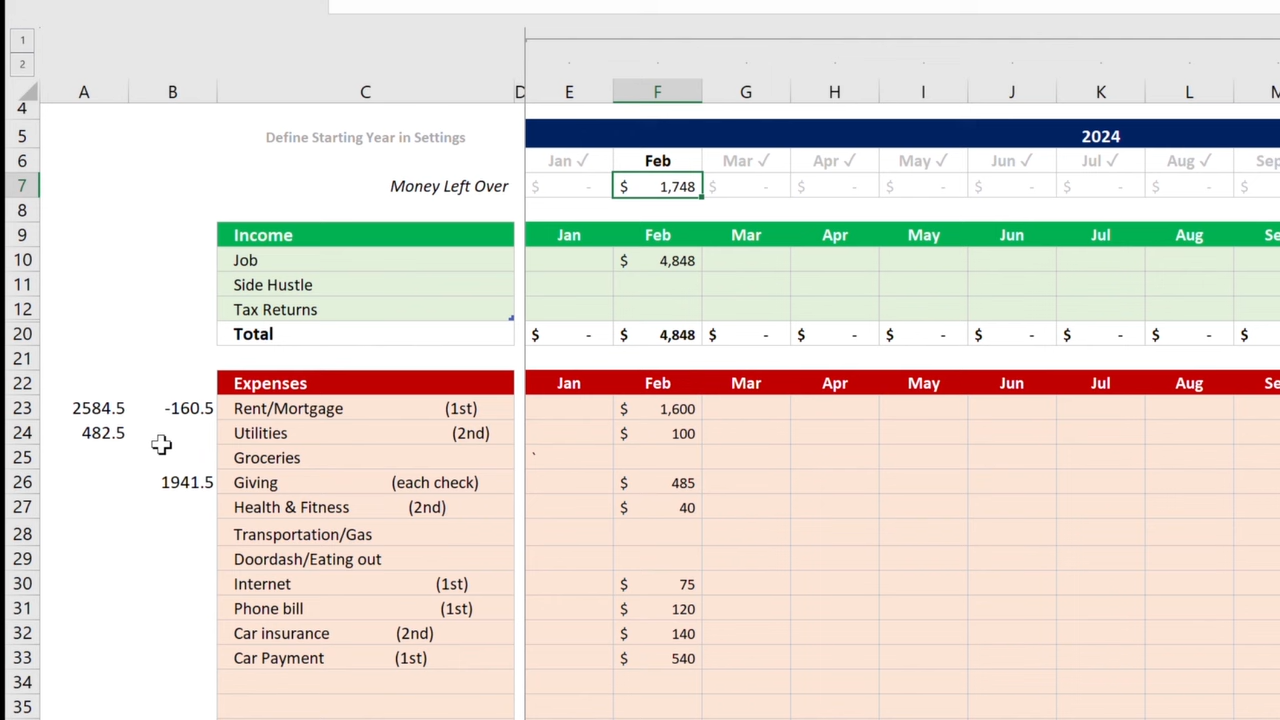 1
2
A B C D E F G H I J K L M
4
5 Define Starting Year in Settings 2024
6 Jan ✓ Feb Mar ✓ Apr ✓ May ✓ Jun ✓ Jul ✓ Aug ✓ Sep
7 Money Left Over $ - $ 1,748 $ - $ - $ - $ - $ - $ - $
8
9 Income Jan Feb Mar Apr May Jun Jul Aug Se
10 Job $ 4,848
11 Side Hustle
12 Tax Returns
20 Total $ - $ 4,848 $ - $ - $ - $ - $ - $ - $
21
22 Expenses Jan Feb Mar Apr May Jun Jul Aug Se
23 2584.5 -160.5 Rent/Mortgage (1st) $ 1,600
24 482.5 Utilities (2nd) $ 100
25 Groceries `
26 1941.5 Giving (each check) $ 485
27 Health & Fitness (2nd) $ 40
28 Transportation/Gas
29 Doordash/Eating out
30 Internet (1st) $ 75
31 Phone bill (1st) $ 120
32 Car insurance (2nd) $ 140
33 Car Payment (1st) $ 540
34
35